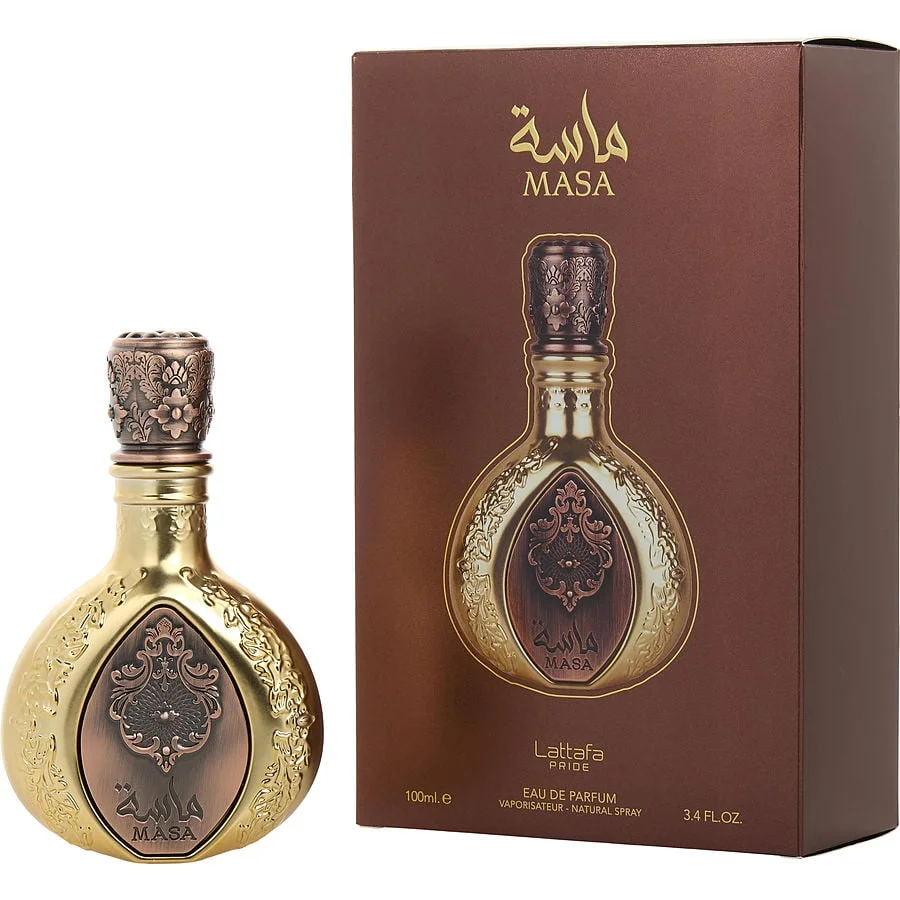 ماسة
MASA
ماسة
MASA
Lattafa
PRIDE
100ml. e
EAU DE PARFUM
VAPORISATEUR - NATURAL SPRAY
3.4 FL.OZ.
ماسة
MASA